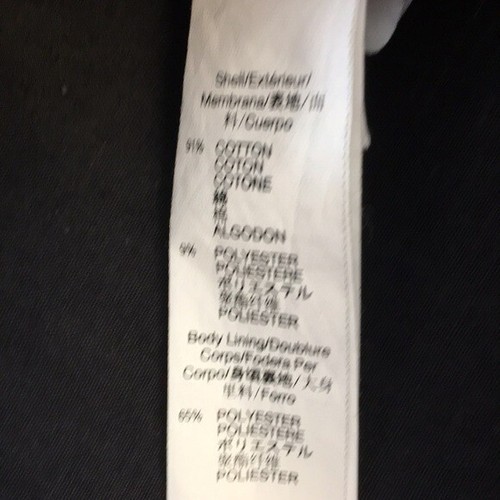 Shell/Extérieur/
Membrana/表地/面
料/Cuerpo
91% COTTON
COTON
COTONE
綿
棉
ALGODON
9% POLYESTER
POLIESTERE
ポリエステル
聚酯纤维
POLIESTER
Body Lining/Doublure
Corps/Fodera Per
Corpo/身頃裏地/大身
里料/Forro
65% POLYESTER
POLIESTERE
ポリエステル
聚酯纤维
POLIESTER